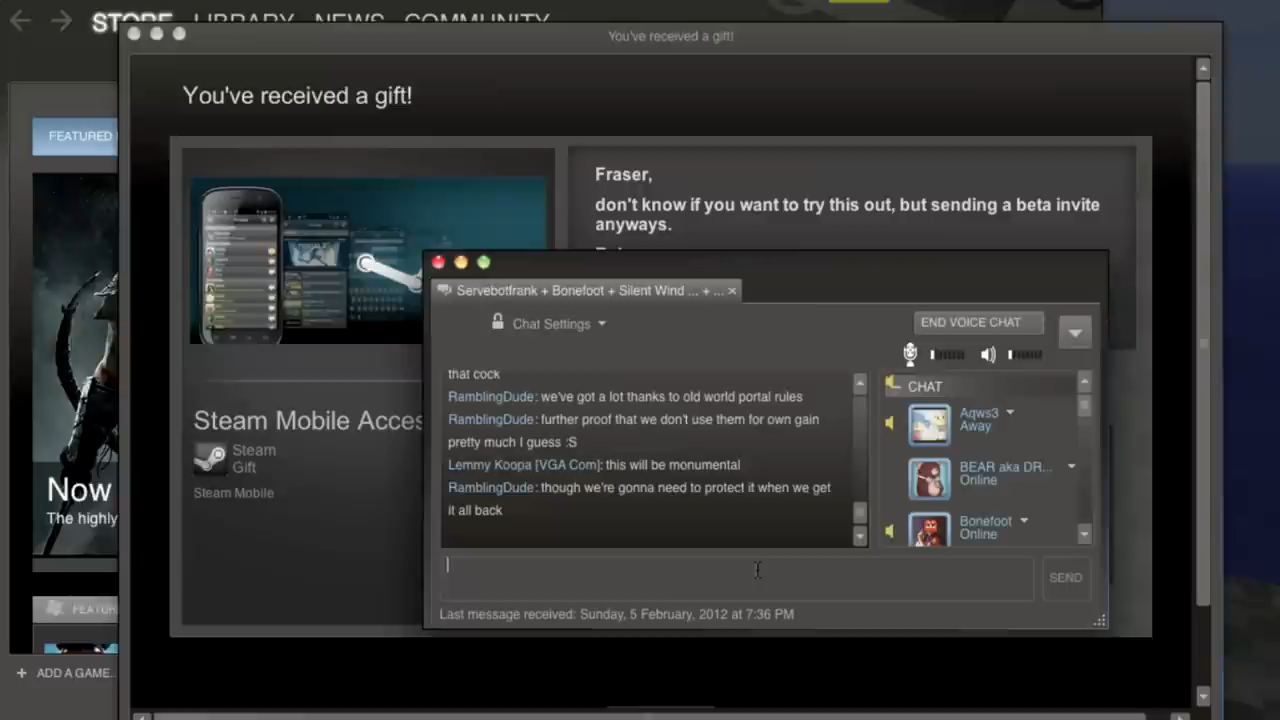 STORE LIBRARY NEWS COMMUNITY
You've received a gift!
You've received a gift!
FEATURED
Fraser,
don't know if you want to try this out, but sending a beta invite
anyways.
Servebotfrank + Bonefoot + Silent Wind ... + ...
Chat Settings
END VOICE CHAT
that cock
RamblingDude: we've got a lot thanks to old world portal rules
RamblingDude: further proof that we don't use them for own gain
pretty much I guess :S
Lemmy Koopa [VGA Com]: this will be monumental
RamblingDude: though we're gonna need to protect it when we get
it all back
CHAT
Aqws3
Away
BEAR aka DR...
Online
Bonefoot
Online
SEND
Last message received: Sunday, 5 February, 2012 at 7:36 PM
Steam Mobile Acces
Steam
Gift
Steam Mobile
Now
The highly
FEATUR
+ ADD A GAME...